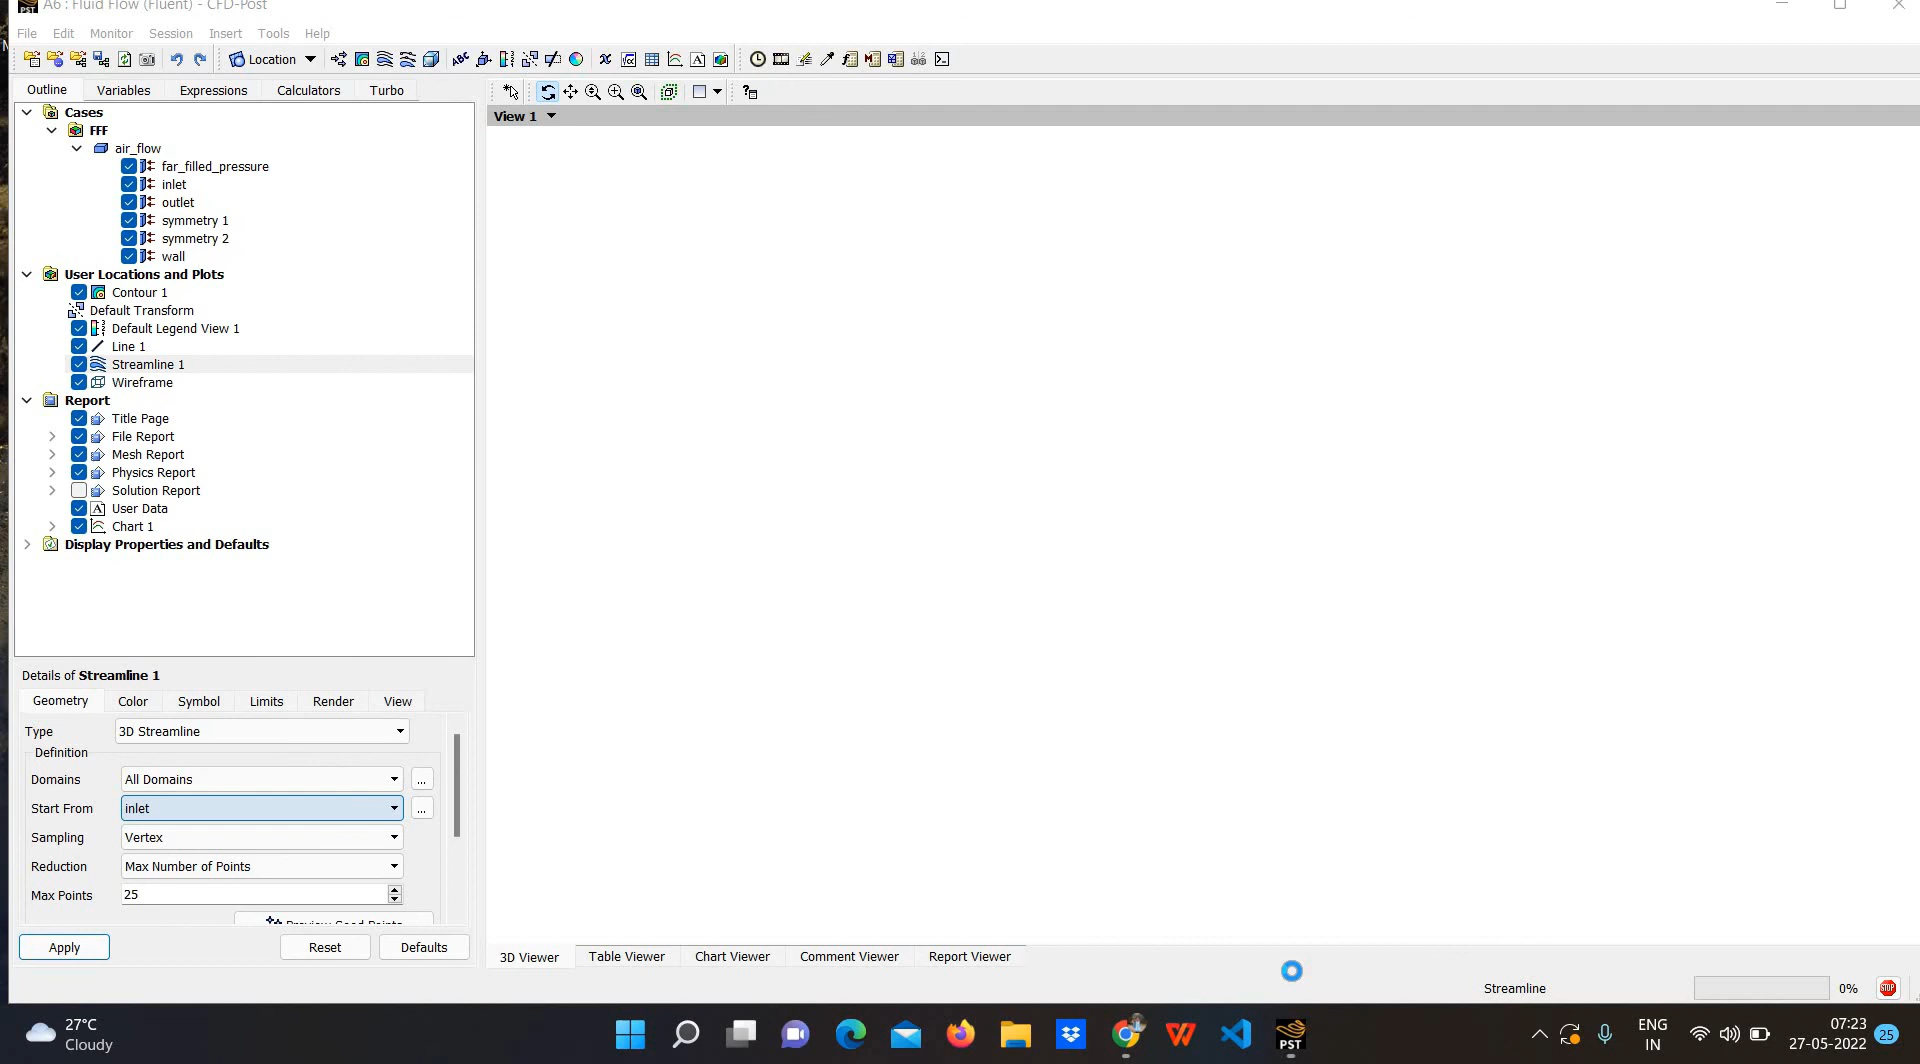 A6 : Fluid Flow (Fluent) - CFD-Post
File Edit Monitor Session Insert Tools Help
Location
Outline Variables Expressions Calculators Turbo
View 1
Cases
FFF
air_flow
far_filled_pressure
inlet
outlet
symmetry 1
symmetry 2
wall
User Locations and Plots
Contour 1
Default Transform
Default Legend View 1
Line 1
Streamline 1
Wireframe
Report
Title Page
File Report
Mesh Report
Physics Report
Solution Report
User Data
Chart 1
Display Properties and Defaults
Details of Streamline 1
Geometry Color Symbol Limits Render View
Type 3D Streamline
Definition
Domains All Domains ...
Start From inlet ...
Sampling Vertex
Reduction Max Number of Points
Max Points 25
Preview Seed Points
Apply Reset Defaults
3D Viewer Table Viewer Chart Viewer Comment Viewer Report Viewer
Streamline 0% STOP
27°C
Cloudy
PST
ENG
IN
07:23
27-05-2022
25